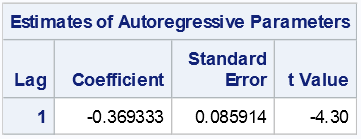 Estimates of Autoregressive Parameters
Lag Coefficient Standard Error t Value
1 -0.369333 0.085914 -4.30